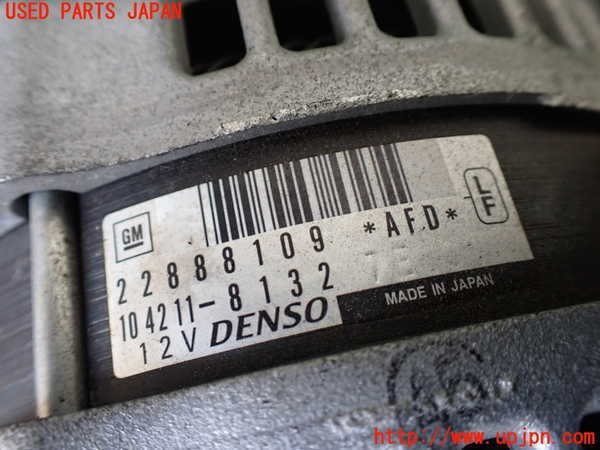 USED PARTS JAPAN
GM
22888109 *AFD*
LF
104211-8132
12V DENSO
MADE IN JAPAN
http://www.upjpn.com